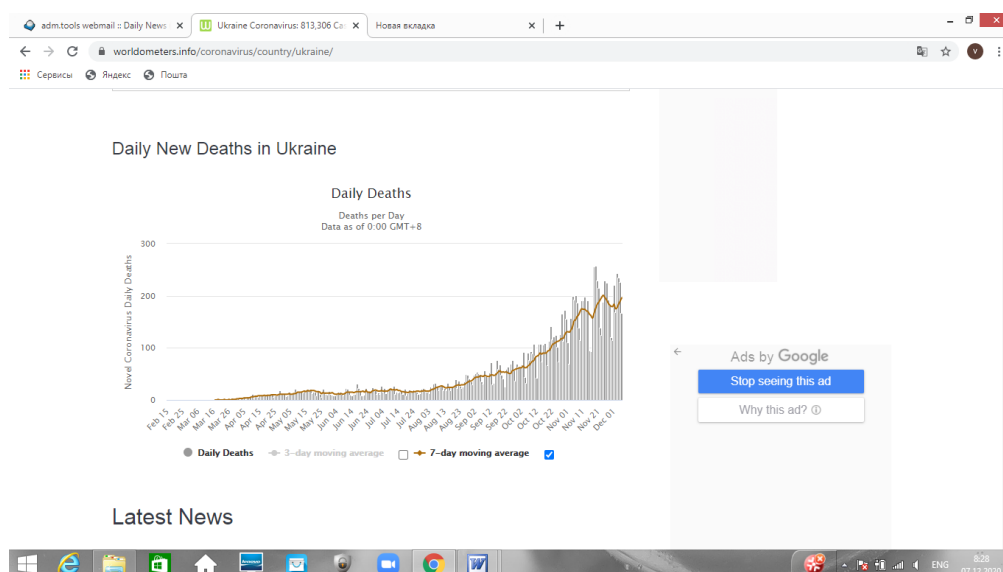 adm.tools webmail :: Daily News
Ukraine Coronavirus: 813,306 Cas
Новая вкладка
worldometers.info/coronavirus/country/ukraine/
V
Сервисы Яндекс Пошта
Daily New Deaths in Ukraine
Daily Deaths
Deaths per Day
Data as of 0:00 GMT+8
Novel Coronavirus Daily Deaths
300
200
100
0
Feb 15 Feb 25 Mar 06 Mar 16 Mar 26 Apr 05 Apr 15 Apr 25 May 05 May 15 May 25 Jun 04 Jun 14 Jun 24 Jul 04 Jul 14 Jul 24 Aug 03 Aug 13 Aug 23 Sep 02 Sep 12 Sep 22 Oct 02 Oct 12 Oct 22 Nov 01 Nov 11 Nov 21 Dec 01
Daily Deaths 3-day moving average 7-day moving average
Ads by Google
Stop seeing this ad
Why this ad?
Latest News
ENG
8:28
07.12.2020